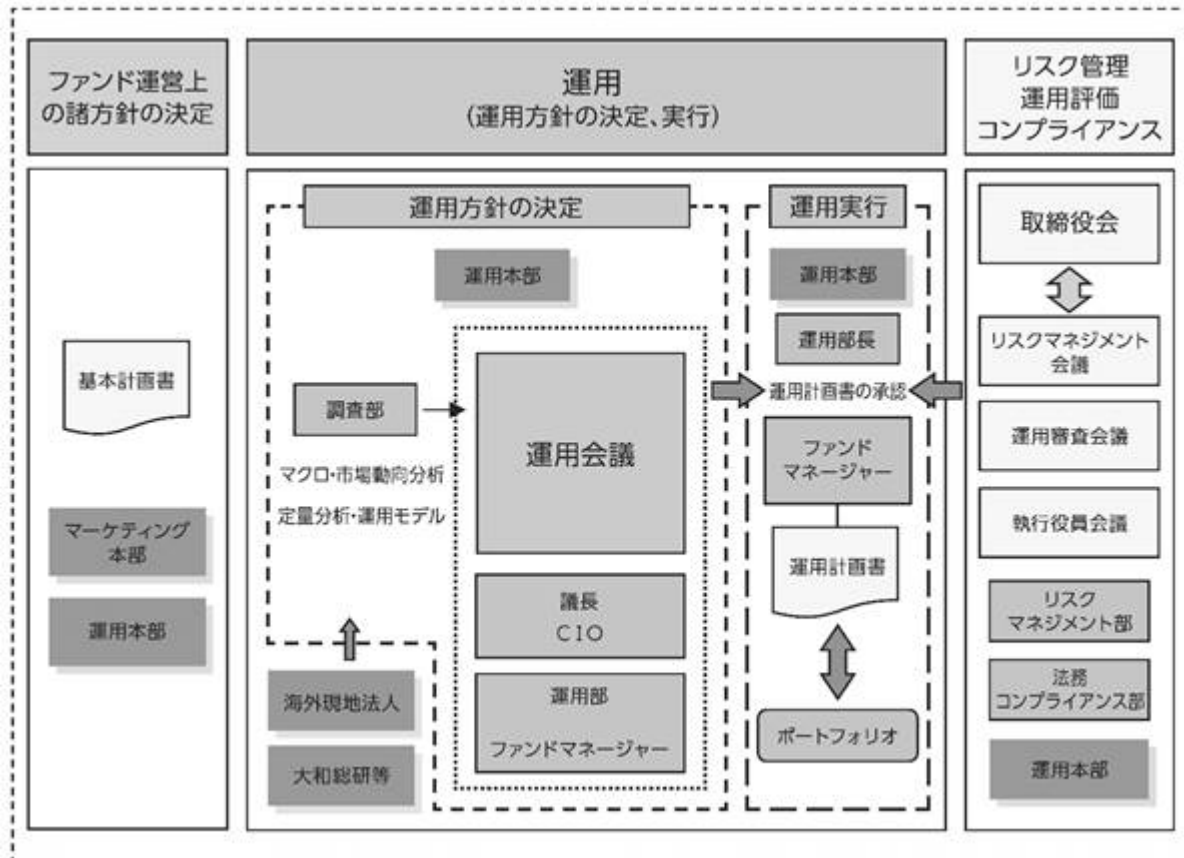 ファンド運営上
の諸方針の決定
運用
(運用方針の決定、実行)
リスク管理
運用評価
コンプライアンス
基本計画書
マーケティング
本部
運用本部
運用方針の決定
運用本部
調査部
マクロ・市場動向分析
定量分析・運用モデル
海外現地法人
大和総研等
運用会議
議長
CIO
運用部
ファンドマネージャー
運用実行
運用本部
運用部長
運用計画書の承認
ファンド
マネージャー
運用計画書
ポートフォリオ
取締役会
リスクマネジメント
会議
運用審査会議
執行役員会議
リスク
マネジメント部
法務
コンプライアンス部
運用本部